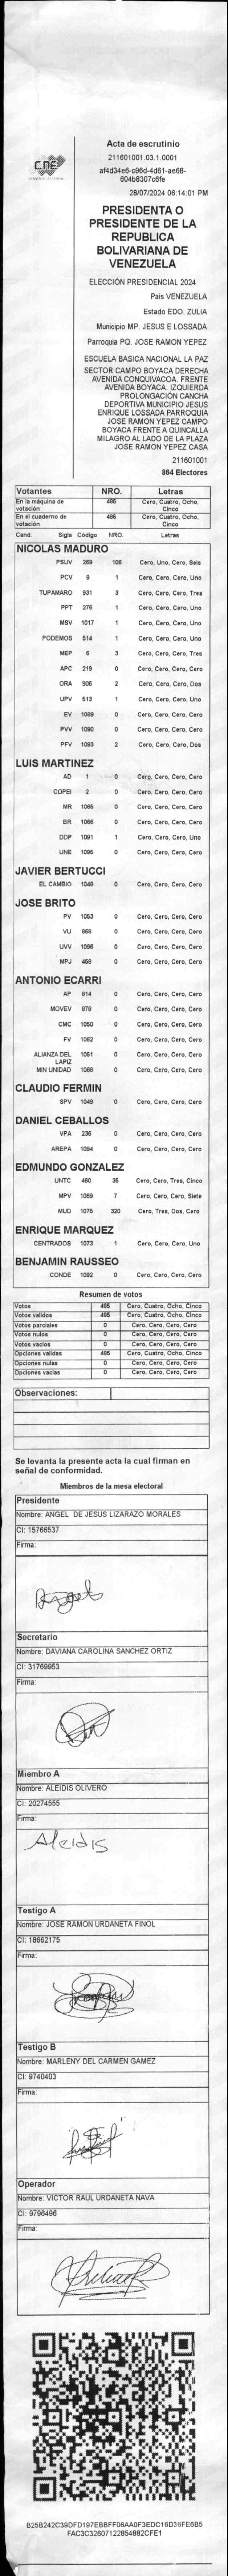 CNE
Acta de escrutinio
211601001.03.1.0001
af4d34e6-c96d-4d61-ae68-
604b8307c6fe
28/07/2024 06:14:01 PM
PRESIDENTA O
PRESIDENTE DE LA
REPUBLICA
BOLIVARIANA DE
VENEZUELA
ELECCIÓN PRESIDENCIAL 2024
País VENEZUELA
Estado EDO. ZULIA
Municipio MP. JESUS E LOSSADA
Parroquia PQ. JOSE RAMON YEPEZ
ESCUELA BASICA NACIONAL LA PAZ
SECTOR CAMPO BOYACA DERECHA
AVENIDA CONQUIVACOA. FRENTE
AVENIDA BOYACA. IZQUIERDA
PROLONGACIÓN CANCHA
DEPORTIVA MUNICIPIO JESUS
ENRIQUE LOSSADA PARROQUIA
JOSE RAMON YEPEZ CAMPO
BOYACA FRENTE A QUINCALLA
MILAGRO AL LADO DE LA PLAZA
JOSE RAMON YEPEZ CASA
211601001
864 Electores
Votantes NRO. Letras
En la máquina de votación 485 Cero, Cuatro, Ocho, Cinco
En el cuaderno de votación 485 Cero, Cuatro, Ocho, Cinco
Cand. Sigla Código NRO. Letras
NICOLAS MADURO
PSUV 269 106 Cero, Uno, Cero, Seis
PCV 9 1 Cero, Cero, Cero, Uno
TUPAMARO 931 3 Cero, Cero, Cero, Tres
PPT 276 1 Cero, Cero, Cero, Uno
MSV 1017 1 Cero, Cero, Cero, Uno
PODEMOS 514 1 Cero, Cero, Cero, Uno
MEP 6 3 Cero, Cero, Cero, Tres
APC 219 0 Cero, Cero, Cero, Cero
ORA 906 2 Cero, Cero, Cero, Dos
UPV 513 1 Cero, Cero, Cero, Uno
EV 1089 0 Cero, Cero, Cero, Cero
PVV 1090 0 Cero, Cero, Cero, Cero
PFV 1093 2 Cero, Cero, Cero, Dos
LUIS MARTINEZ
AD 1 0 Cero, Cero, Cero, Cero
COPEI 2 0 Cero, Cero, Cero, Cero
MR 1065 0 Cero, Cero, Cero, Cero
BR 1066 0 Cero, Cero, Cero, Cero
DDP 1091 1 Cero, Cero, Cero, Uno
UNE 1095 0 Cero, Cero, Cero, Cero
JAVIER BERTUCCI
EL CAMBIO 1049 0 Cero, Cero, Cero, Cero
JOSE BRITO
PV 1053 0 Cero, Cero, Cero, Cero
VU 868 0 Cero, Cero, Cero, Cero
UVV 1096 0 Cero, Cero, Cero, Cero
MPJ 458 0 Cero, Cero, Cero, Cero
ANTONIO ECARRI
AP 814 0 Cero, Cero, Cero, Cero
MOVEV 878 0 Cero, Cero, Cero, Cero
CMC 1050 0 Cero, Cero, Cero, Cero
FV 1062 0 Cero, Cero, Cero, Cero
ALIANZA DEL LAPIZ 1051 0 Cero, Cero, Cero, Cero
MIN UNIDAD 1068 0 Cero, Cero, Cero, Cero
CLAUDIO FERMIN
SPV 1048 0 Cero, Cero, Cero, Cero
DANIEL CEBALLOS
VPA 236 0 Cero, Cero, Cero, Cero
AREPA 1094 0 Cero, Cero, Cero, Cero
EDMUNDO GONZALEZ
UNTC 460 35 Cero, Cero, Tres, Cinco
MPV 1069 7 Cero, Cero, Cero, Siete
MUD 1075 320 Cero, Tres, Dos, Cero
ENRIQUE MARQUEZ
CENTRADOS 1073 1 Cero, Cero, Cero, Uno
BENJAMIN RAUSSEO
CONDE 1092 0 Cero, Cero, Cero, Cero
Resumen de votos
Votos 485 Cero, Cuatro, Ocho, Cinco
Votos validos 485 Cero, Cuatro, Ocho, Cinco
Votos parciales 0 Cero, Cero, Cero, Cero
Votos nulos 0 Cero, Cero, Cero, Cero
Votos vacíos 0 Cero, Cero, Cero, Cero
Opciones validas 485 Cero, Cuatro, Ocho, Cinco
Opciones nulas 0 Cero, Cero, Cero, Cero
Opciones vacias 0 Cero, Cero, Cero, Cero
Observaciones:
Se levanta la presente acta la cual firman en
señal de conformidad.
Miembros de la mesa electoral
Presidente
Nombre: ANGEL DE JESUS LIZARAZO MORALES
CI: 15766537
Firma:
Angel
Secretario
Nombre: DAVIANA CAROLINA SANCHEZ ORTIZ
CI: 31769953
Firma:
Miembro A
Nombre: ALEIDIS OLIVERO
CI: 20274555
Firma:
Aleidis
Testigo A
Nombre: JOSE RAMON URDANETA FINOL
CI: 18662175
Firma:
Testigo B
Nombre: MARLENY DEL CARMEN GAMEZ
CI: 9740403
Firma:
Operador
Nombre: VICTOR RAUL URDANETA NAVA
CI: 9796496
Firma:
B25B242C39DFD197EBBFF06AA0F3EDC16D36FE6B5
FAC3C32607122854882CFE1